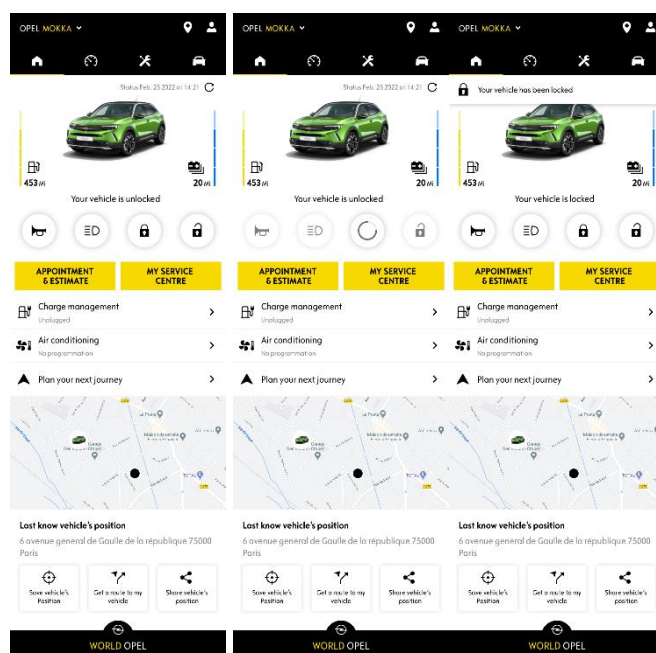 OPEL MOKKA
Status Feb. 25 2022 at 14:21
453 Mi
20 Mi
Your vehicle is unlocked
APPOINTMENT
& ESTIMATE
MY SERVICE
CENTRE
Charge management
Unplugged
Air conditioning
No programmation
Plan your next journey
La Poste
TOTAL
Last know vehicle's position
6 avenue general de Gaulle de la république 75000
Paris
Save vehicle's
Position
Get a route to my
vehicle
Share vehicle's
position
WORLD OPEL
OPEL MOKKA
Status Feb. 25 2022 at 14:21
453 Mi
20 Mi
Your vehicle is unlocked
APPOINTMENT
& ESTIMATE
MY SERVICE
CENTRE
Charge management
Unplugged
Air conditioning
No programmation
Plan your next journey
La Poste
TOTAL
Last know vehicle's position
6 avenue general de Gaulle de la république 75000
Paris
Save vehicle's
Position
Get a route to my
vehicle
Share vehicle's
position
WORLD OPEL
OPEL MOKKA
Your vehicle has been locked
453 Mi
20 Mi
Your vehicle is locked
APPOINTMENT
& ESTIMATE
MY SERVICE
CENTRE
Charge management
Unplugged
Air conditioning
No programmation
Plan your next journey
La Poste
TOTAL
Last know vehicle's position
6 avenue general de Gaulle de la république 75000
Paris
Save vehicle's
Position
Get a route to my
vehicle
Share vehicle's
position
WORLD OPEL